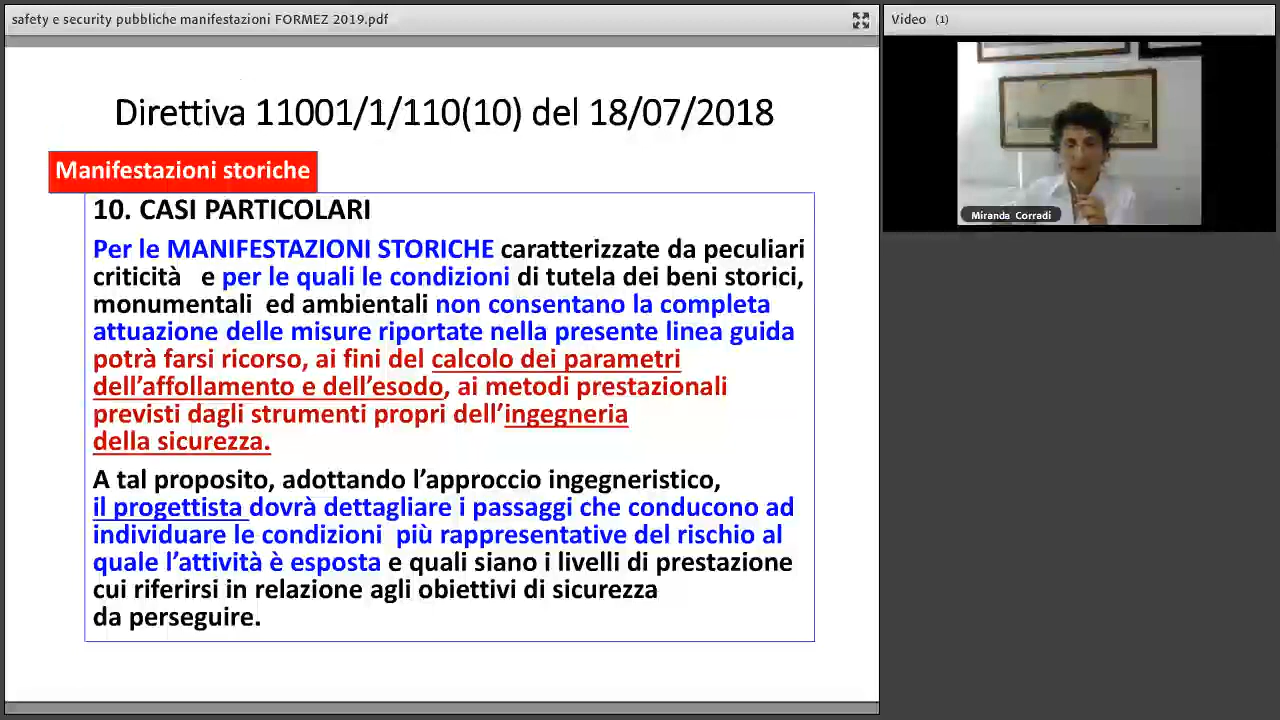 safety e security pubbliche manifestazioni FORMEZ 2019.pdf
Video (1)
Direttiva 11001/1/110(10) del 18/07/2018
Manifestazioni storiche
10. CASI PARTICOLARI
Per le MANIFESTAZIONI STORICHE caratterizzate da peculiari
criticità e per le quali le condizioni di tutela dei beni storici,
monumentali ed ambientali non consentano la completa
attuazione delle misure riportate nella presente linea guida
potrà farsi ricorso, ai fini del calcolo dei parametri
dell’affollamento e dell’esodo, ai metodi prestazionali
previsti dagli strumenti propri dell’ingegneria
della sicurezza.
A tal proposito, adottando l’approccio ingegneristico,
il progettista dovrà dettagliare i passaggi che conducono ad
individuare le condizioni più rappresentative del rischio al
quale l’attività è esposta e quali siano i livelli di prestazione
cui riferirsi in relazione agli obiettivi di sicurezza
da perseguire.
Miranda Corradi